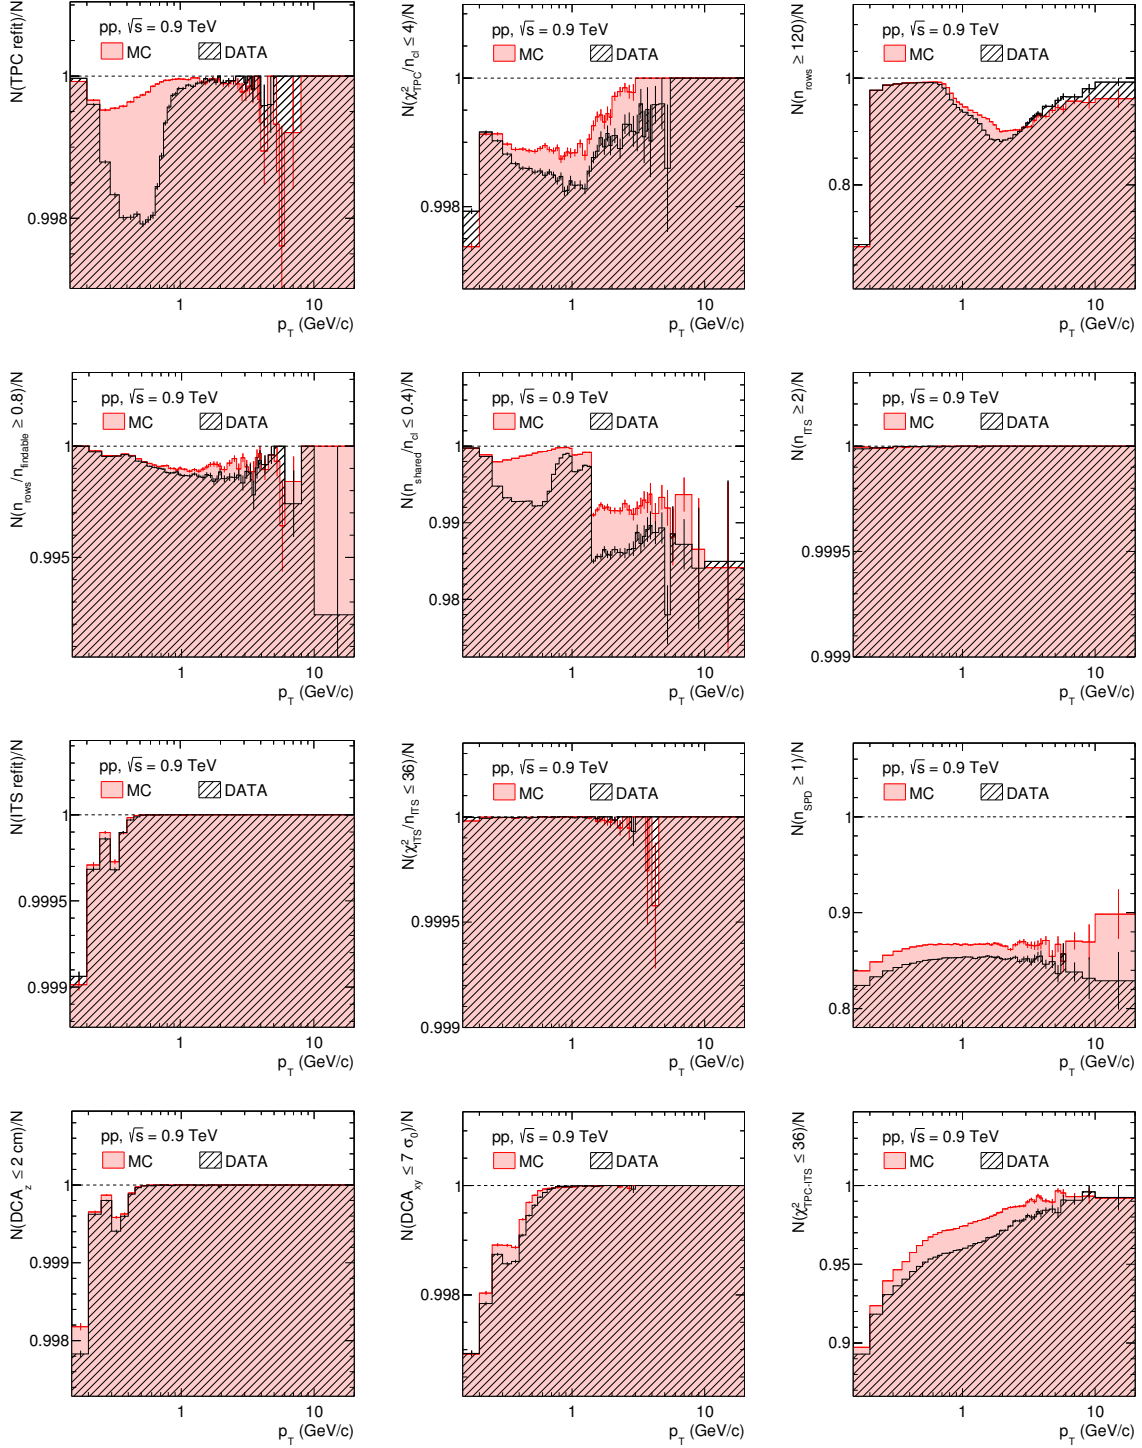 N(TPC refit)/N
pp, √s = 0.9 TeV
MC DATA
1
0.998
1 10
p_T (GeV/c)
N(χ²_TPC/n_cl ≤ 4)/N
pp, √s = 0.9 TeV
MC DATA
1
0.998
1 10
p_T (GeV/c)
N(n_rows ≥ 120)/N
pp, √s = 0.9 TeV
MC DATA
1
0.8
1 10
p_T (GeV/c)
N(n_rows/n_findable ≥ 0.8)/N
pp, √s = 0.9 TeV
MC DATA
1
0.995
1 10
p_T (GeV/c)
N(n_shared/n_cl ≤ 0.4)/N
pp, √s = 0.9 TeV
MC DATA
1
0.99
0.98
1 10
p_T (GeV/c)
N(n_ITS ≥ 2)/N
pp, √s = 0.9 TeV
MC DATA
1
0.9995
0.999
1 10
p_T (GeV/c)
N(ITS refit)/N
pp, √s = 0.9 TeV
MC DATA
1
0.9995
0.999
1 10
p_T (GeV/c)
N(χ²_ITS/n_ITS ≤ 36)/N
pp, √s = 0.9 TeV
MC DATA
1
0.9995
0.999
1 10
p_T (GeV/c)
N(n_SPD ≥ 1)/N
pp, √s = 0.9 TeV
MC DATA
1
0.9
0.8
1 10
p_T (GeV/c)
N(DCA_z ≤ 2 cm)/N
pp, √s = 0.9 TeV
MC DATA
1
0.999
0.998
1 10
p_T (GeV/c)
N(DCA_xy ≤ 7 σ_0)/N
pp, √s = 0.9 TeV
MC DATA
1
0.998
1 10
p_T (GeV/c)
N(χ²_TPC-ITS ≤ 36)/N
pp, √s = 0.9 TeV
MC DATA
1
0.95
0.9
1 10
p_T (GeV/c)